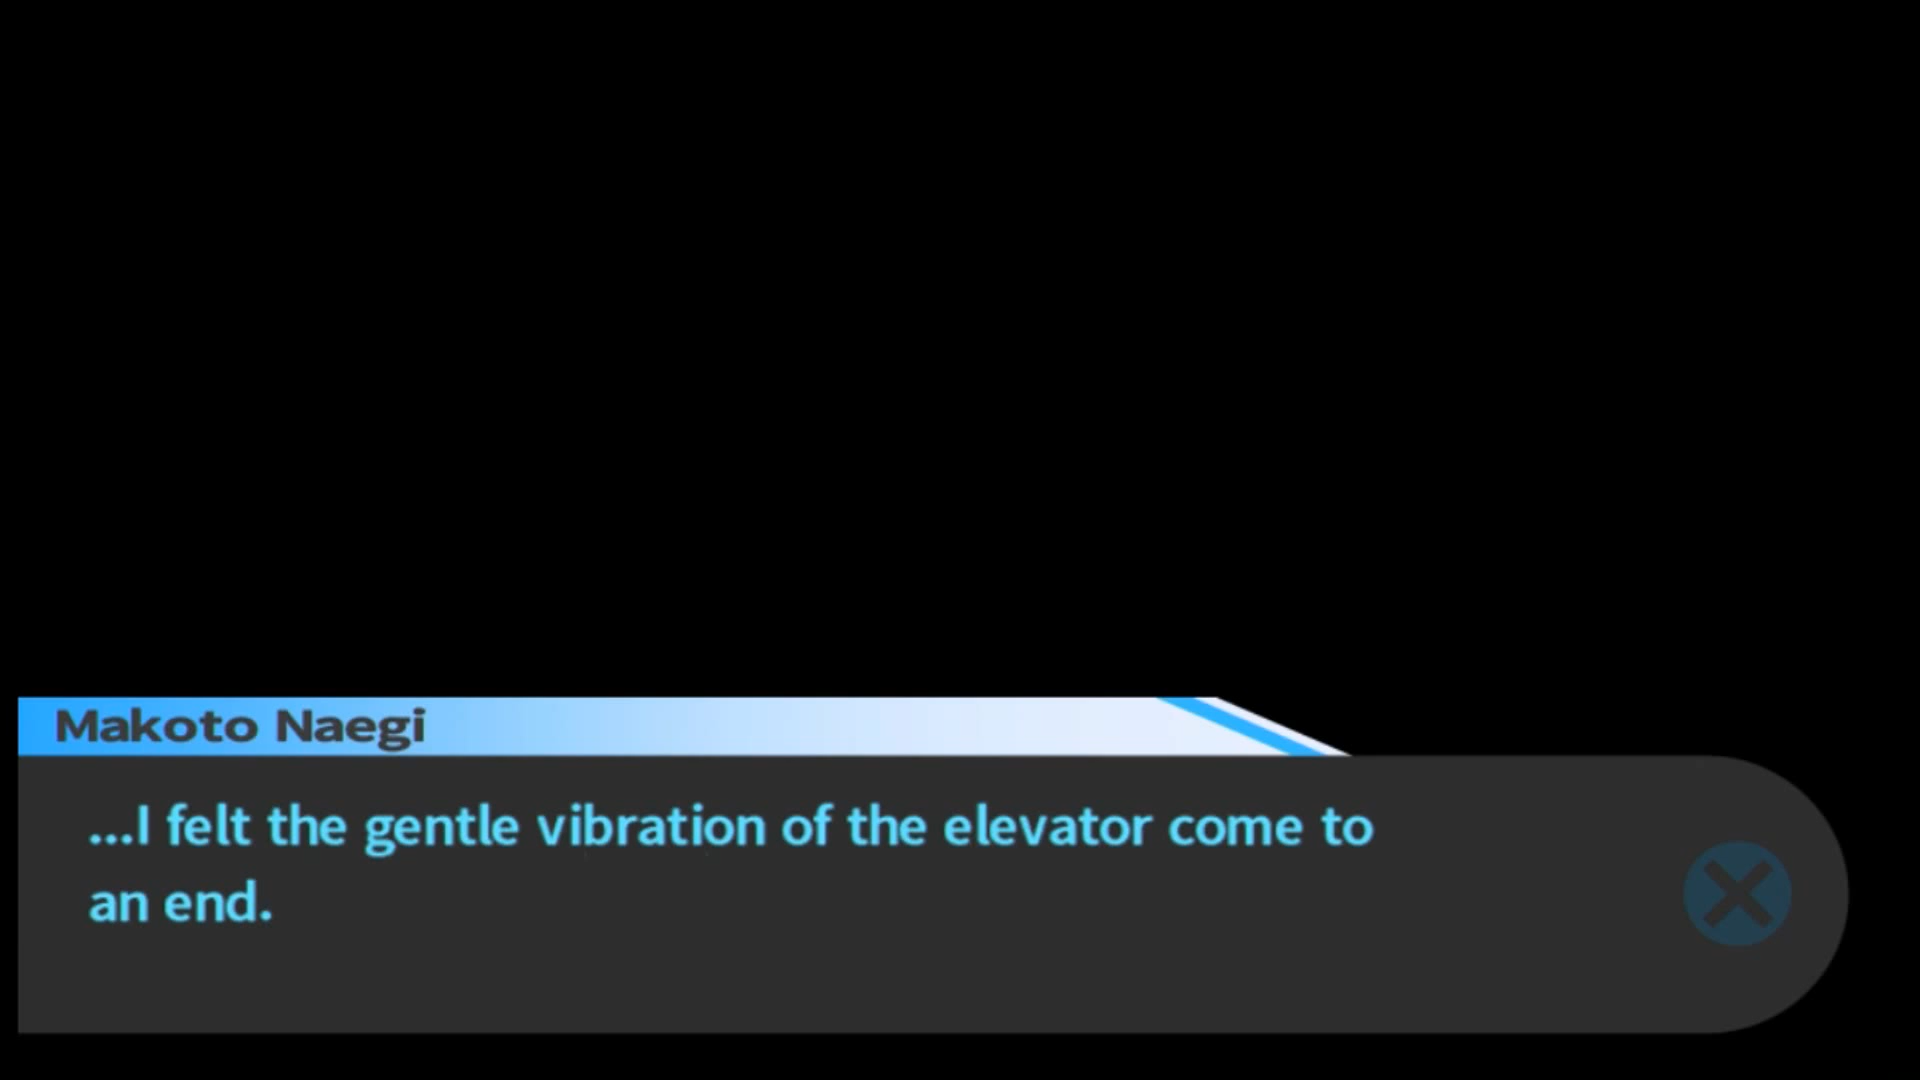 Makoto Naegi
...I felt the gentle vibration of the elevator come to
an end.